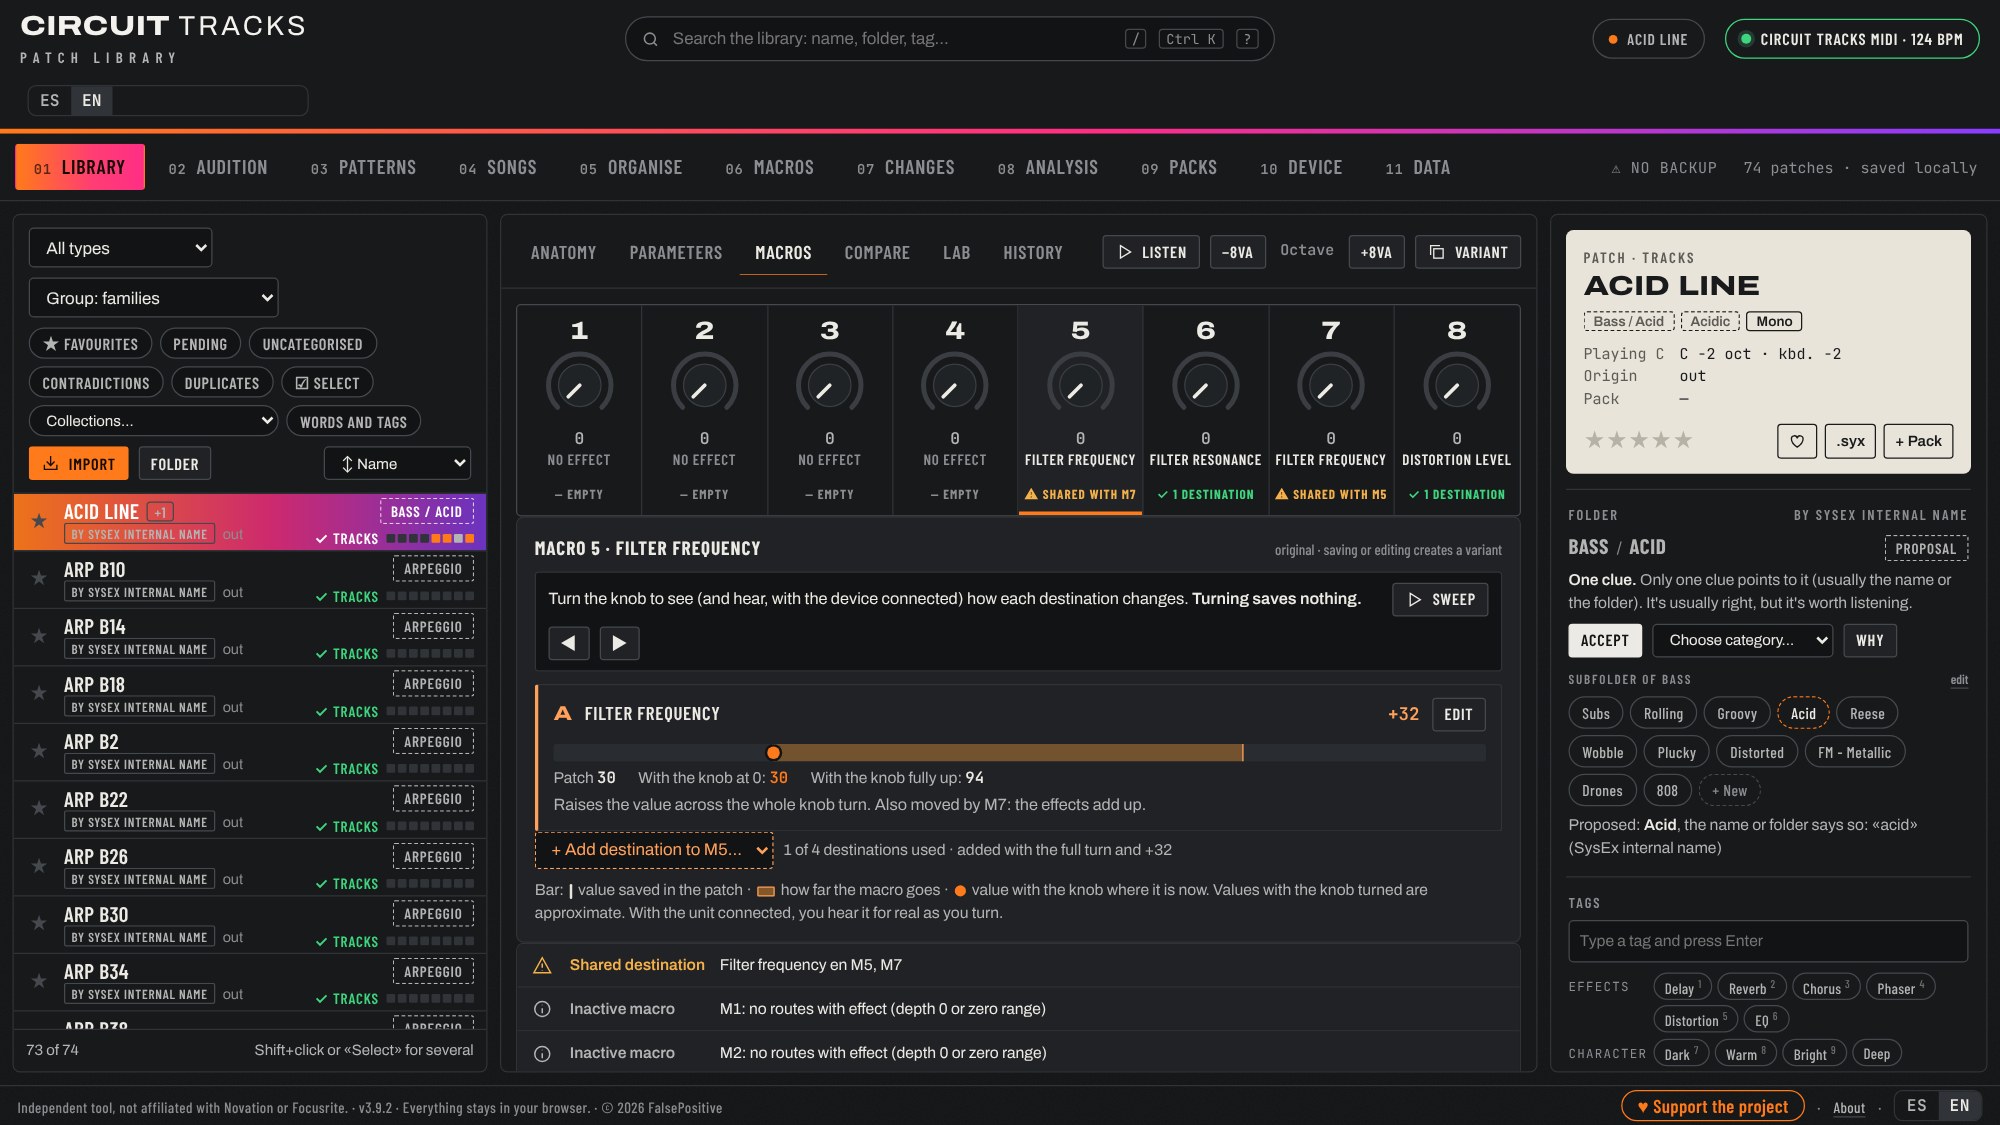 CIRCUIT TRACKS
PATCH LIBRARY
Search the library: name, folder, tag...
/ Ctrl K ?
ACID LINE
CIRCUIT TRACKS MIDI · 124 BPM
ES EN
01 LIBRARY 02 AUDITION 03 PATTERNS 04 SONGS 05 ORGANISE 06 MACROS 07 CHANGES 08 ANALYSIS 09 PACKS 10 DEVICE 11 DATA
⚠ NO BACKUP 74 patches · saved locally
All types
Group: families
★ FAVOURITES PENDING UNCATEGORISED
CONTRADICTIONS DUPLICATES ☑ SELECT
Collections... WORDS AND TAGS
IMPORT FOLDER ↕ Name
★ ACID LINE +1 BASS / ACID
BY SYSEX INTERNAL NAME out ✓ TRACKS
★ ARP B10 ARPEGGIO
BY SYSEX INTERNAL NAME out ✓ TRACKS
★ ARP B14 ARPEGGIO
BY SYSEX INTERNAL NAME out ✓ TRACKS
★ ARP B18 ARPEGGIO
BY SYSEX INTERNAL NAME out ✓ TRACKS
★ ARP B2 ARPEGGIO
BY SYSEX INTERNAL NAME out ✓ TRACKS
★ ARP B22 ARPEGGIO
BY SYSEX INTERNAL NAME out ✓ TRACKS
★ ARP B26 ARPEGGIO
BY SYSEX INTERNAL NAME out ✓ TRACKS
★ ARP B30 ARPEGGIO
BY SYSEX INTERNAL NAME out ✓ TRACKS
★ ARP B34 ARPEGGIO
BY SYSEX INTERNAL NAME out ✓ TRACKS
ARP B38 ARPEGGIO
73 of 74 Shift+click or «Select» for several
ANATOMY PARAMETERS MACROS COMPARE LAB HISTORY
LISTEN −8VA Octave +8VA VARIANT
1 2 3 4 5 6 7 8
0 0 0 0 0 0 0 0
NO EFFECT NO EFFECT NO EFFECT NO EFFECT FILTER FREQUENCY FILTER RESONANCE FILTER FREQUENCY DISTORTION LEVEL
– EMPTY – EMPTY – EMPTY – EMPTY ⚠ SHARED WITH M7 ✓ 1 DESTINATION ⚠ SHARED WITH M5 ✓ 1 DESTINATION
MACRO 5 · FILTER FREQUENCY original · saving or editing creates a variant
Turn the knob to see (and hear, with the device connected) how each destination changes. Turning saves nothing. SWEEP
◀ ▶
A FILTER FREQUENCY +32 EDIT
Patch 30 With the knob at 0: 30 With the knob fully up: 94
Raises the value across the whole knob turn. Also moved by M7: the effects add up.
+ Add destination to M5... 1 of 4 destinations used · added with the full turn and +32
Bar: value saved in the patch · how far the macro goes · value with the knob where it is now. Values with the knob turned are
approximate. With the unit connected, you hear it for real as you turn.
Shared destination Filter frequency en M5, M7
Inactive macro M1: no routes with effect (depth 0 or zero range)
Inactive macro M2: no routes with effect (depth 0 or zero range)
PATCH · TRACKS
ACID LINE
Bass / Acid Acidic Mono
Playing C C -2 oct · kbd. -2
Origin out
Pack —
★★★★★ ♡ .syx + Pack
FOLDER BY SYSEX INTERNAL NAME
BASS / ACID PROPOSAL
One clue. Only one clue points to it (usually the name or
the folder). It's usually right, but it's worth listening.
ACCEPT Choose category... WHY
SUBFOLDER OF BASS edit
Subs Rolling Groovy Acid Reese
Wobble Plucky Distorted FM - Metallic
Drones 808 + New
Proposed: Acid, the name or folder says so: «acid»
(SysEx internal name)
TAGS
Type a tag and press Enter
EFFECTS Delay 1 Reverb 2 Chorus 3 Phaser 4
Distortion 5 EQ 6
CHARACTER Dark 7 Warm 8 Bright 9 Deep
Independent tool, not affiliated with Novation or Focusrite. · v3.9.2 · Everything stays in your browser. · © 2026 FalsePositive
♥ Support the project · About · ES EN